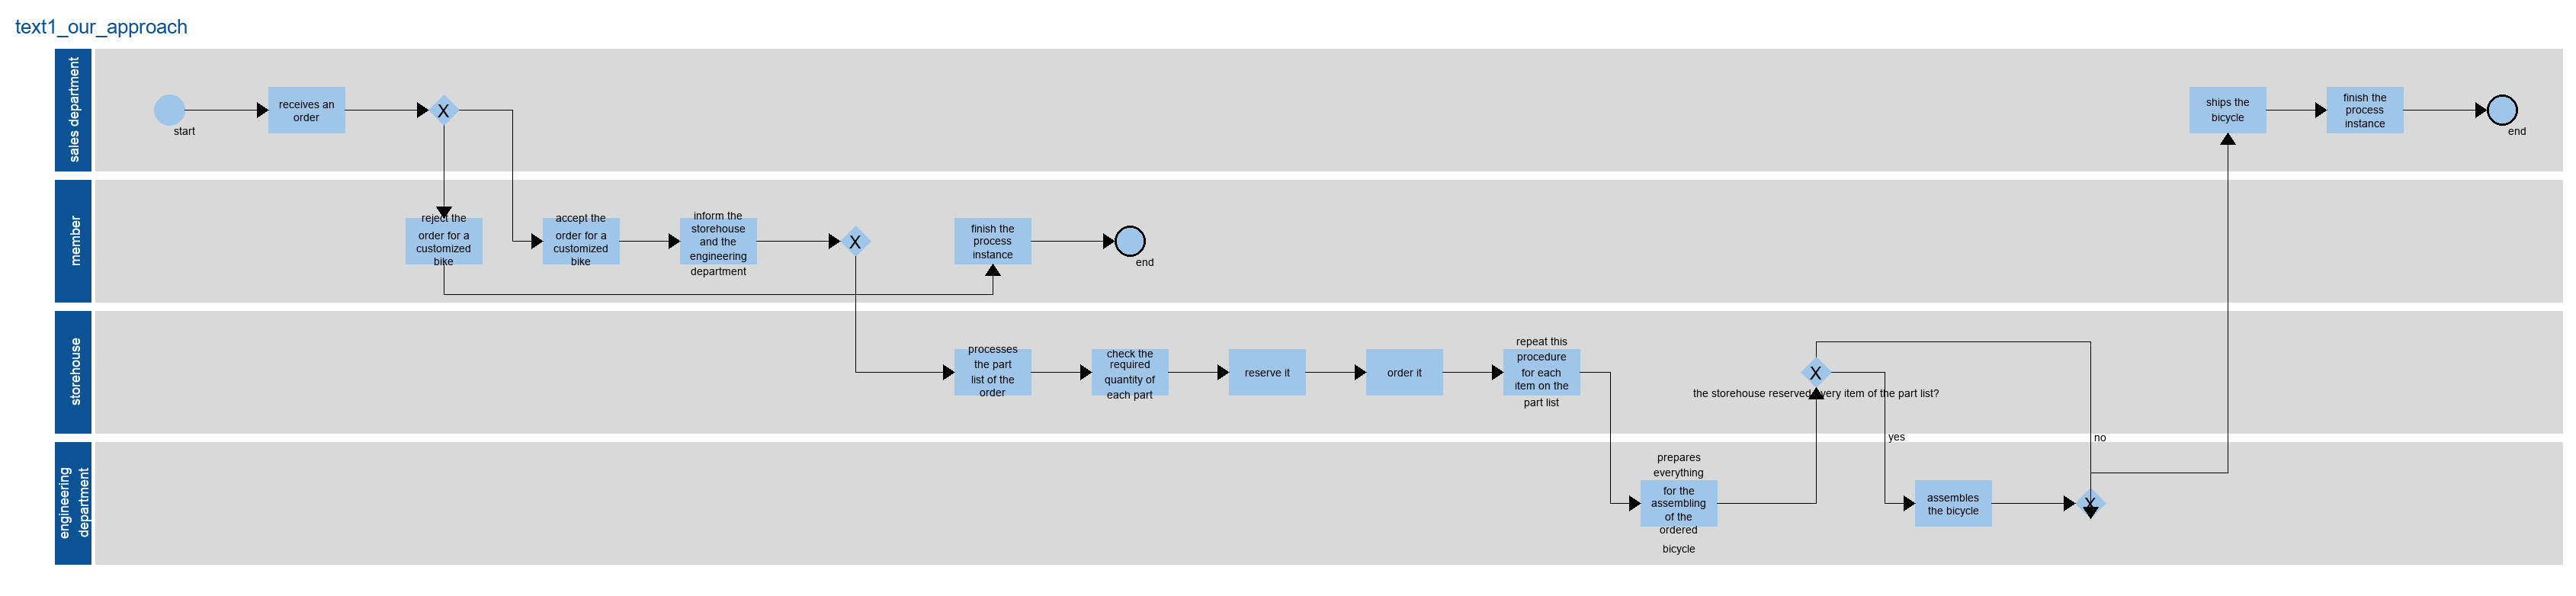 text1_our_approach
sales department
start
receives an
order
X
ships the
bicycle
finish the
process
instance
end
member
reject the
order for a
customized
bike
accept the
order for a
customized
bike
inform the
storehouse
and the
engineering
department
X
finish the
process
instance
end
storehouse
processes
the part
list of the
order
check the
required
quantity of
each part
reserve it
order it
repeat this
procedure
for each
item on the
part list
X
the storehouse reserved every item of the part list?
yes
no
engineering
department
prepares
everything
for the
assembling
of the
ordered
bicycle
assembles
the bicycle
X